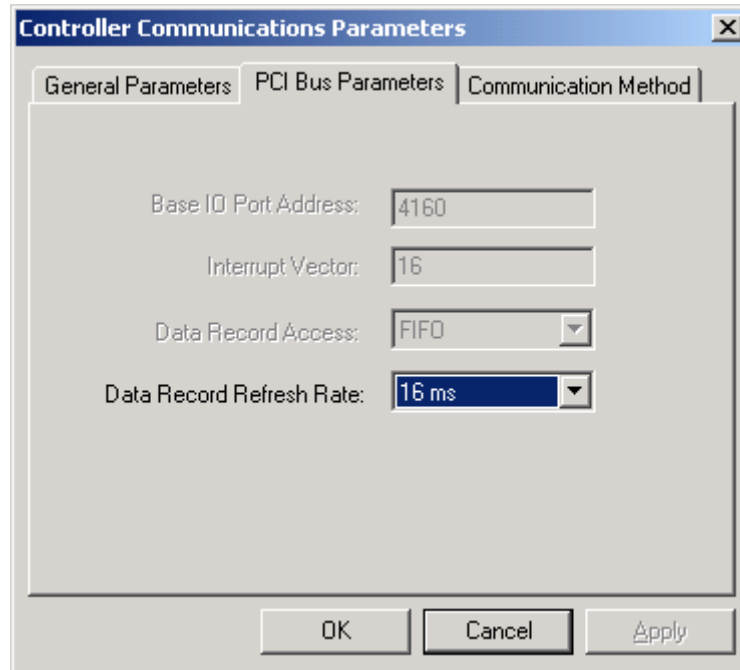 Controller Communications Parameters
General Parameters PCI Bus Parameters Communication Method
Base IO Port Address: 4160
Interrupt Vector: 16
Data Record Access: FIFO
Data Record Refresh Rate: 16 ms
OK Cancel Apply